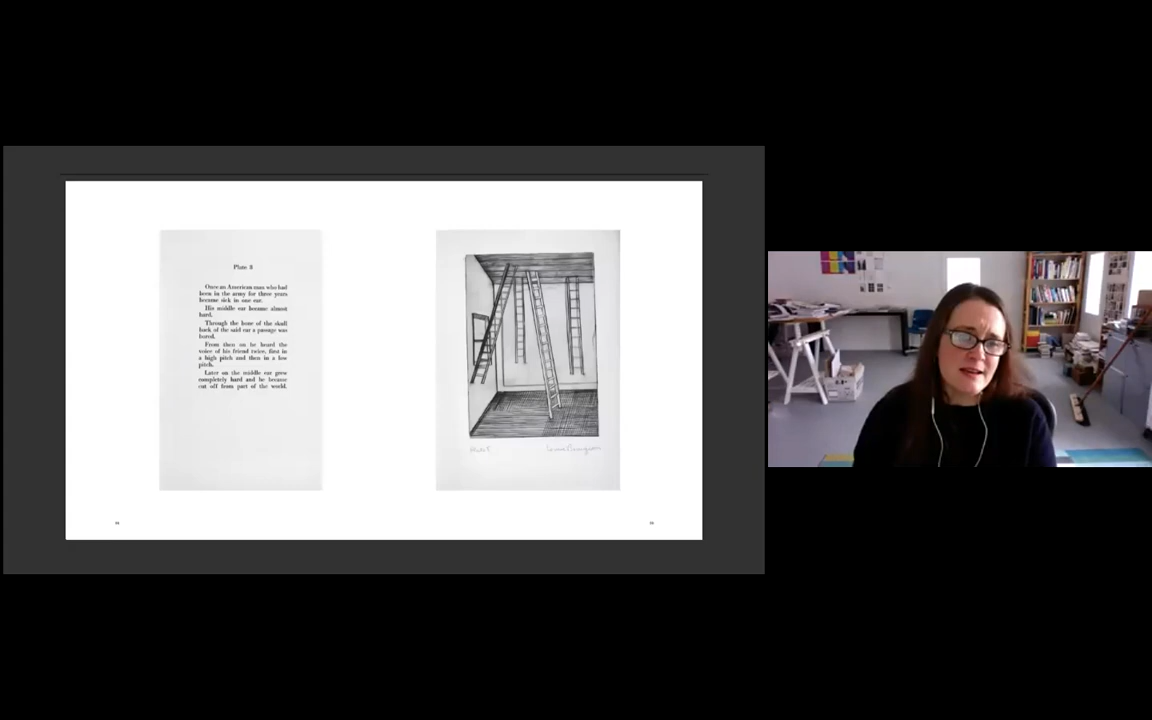 Plate 8
Once an American man who had
been in the army for three years
became sick in one ear.
His middle ear became almost
hard.
Through the bone of the skull
back of the said ear a passage was
bored.
From then on he heard the
voice of his friend twice, first in
a high pitch and then in a low
pitch.
Later on the middle ear grew
completely hard and he became
cut off from part of the world.
Louise Bourgeois